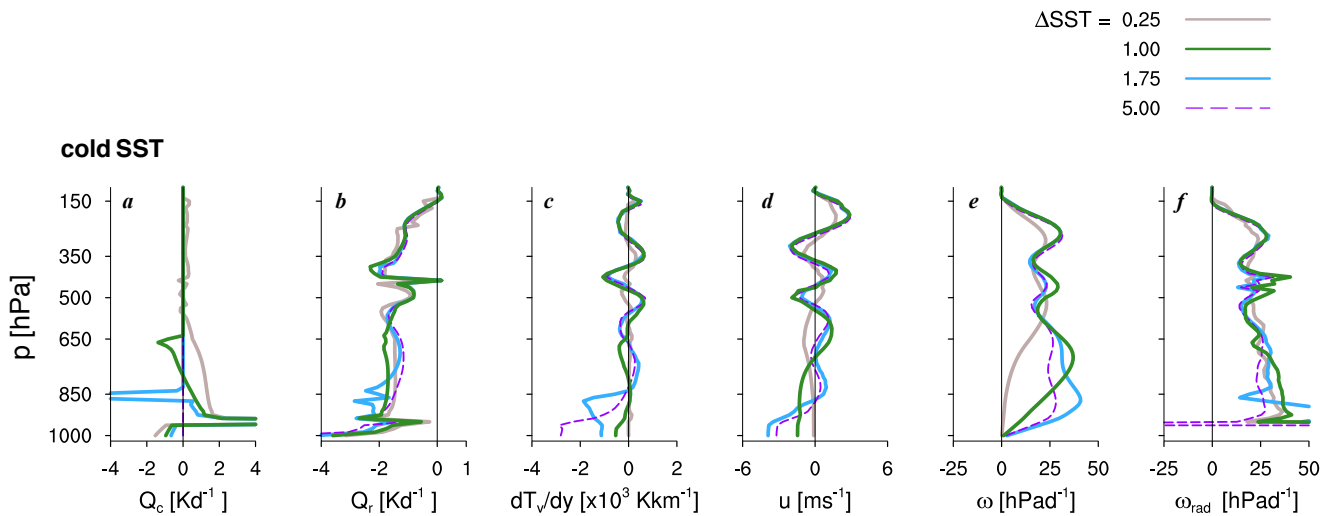 ΔSST = 0.25
1.00
1.75
5.00
cold SST
a b c d e f
p [hPa]
150
350
500
650
850
1000
-4 -2 0 2 4
-4 -2 0 1
-4 -2 0 2
-6 0 6
0 25 50
-25 0 25 50
Q_c [Kd⁻¹]
Q_r [Kd⁻¹]
dT_v/dy [x10³ Kkm⁻¹]
u [ms⁻¹]
ω [hPad⁻¹]
ω_rad [hPad⁻¹]